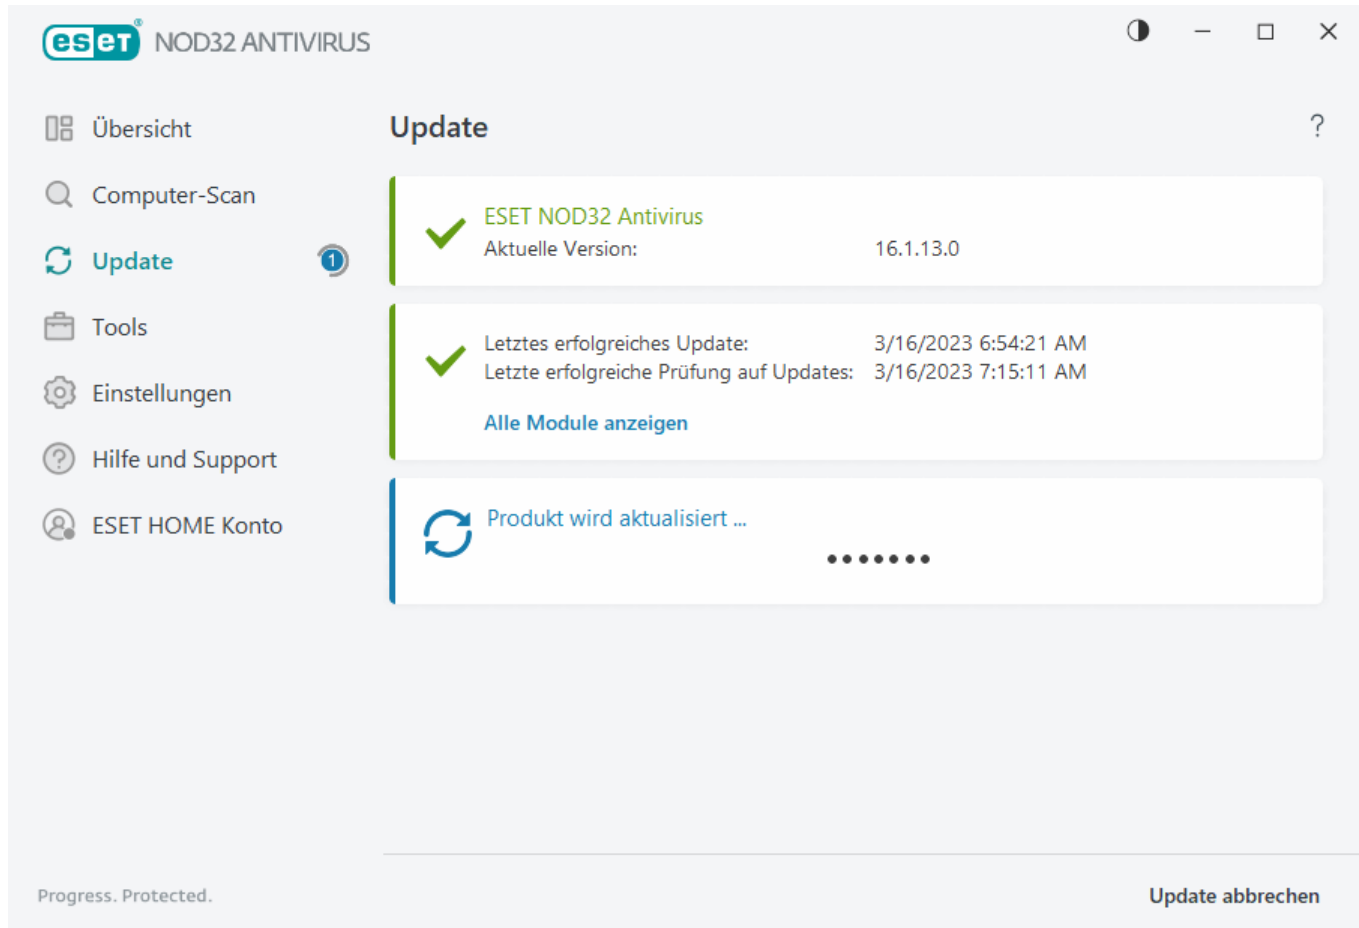 eset® NOD32 ANTIVIRUS
Übersicht
Computer-Scan
Update 1
Tools
Einstellungen
Hilfe und Support
ESET HOME Konto
Progress. Protected.
Update ?
ESET NOD32 Antivirus
Aktuelle Version: 16.1.13.0
Letztes erfolgreiches Update: 3/16/2023 6:54:21 AM
Letzte erfolgreiche Prüfung auf Updates: 3/16/2023 7:15:11 AM
Alle Module anzeigen
Produkt wird aktualisiert ...
Update abbrechen